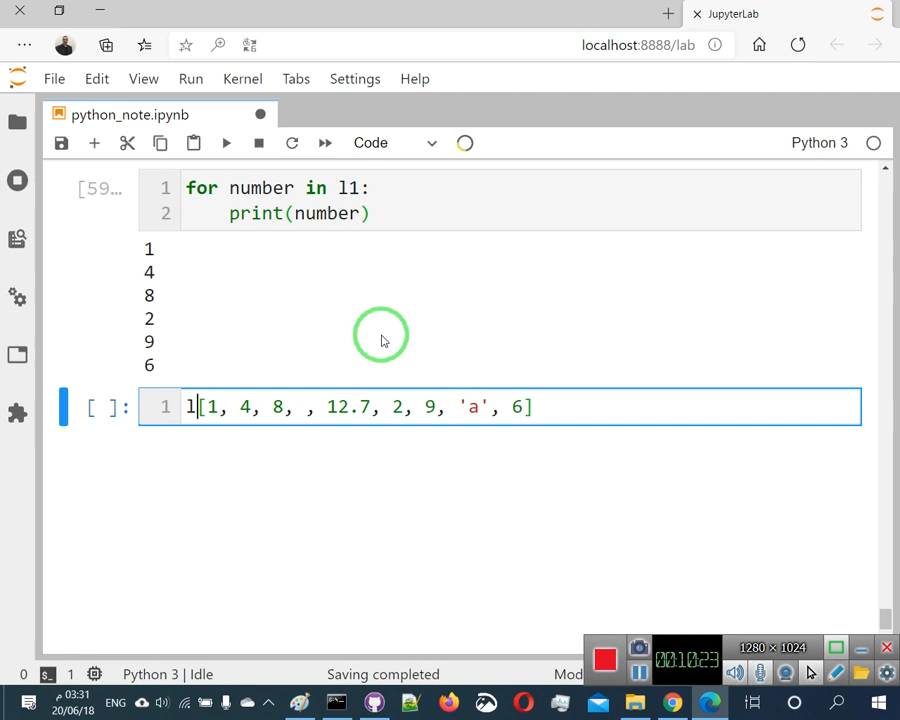 JupyterLab
localhost:8888/lab
File Edit View Run Kernel Tabs Settings Help
python_note.ipynb
Code
Python 3
[59...
1 for number in l1:
2 print(number)
1
4
8
2
9
6
[ ]: 1 l[1, 4, 8, , 12.7, 2, 9, 'a', 6]
0 1 Python 3 | Idle Saving completed Mod
00:10:23
1280 × 1024
03:31 م
20/06/18
ENG